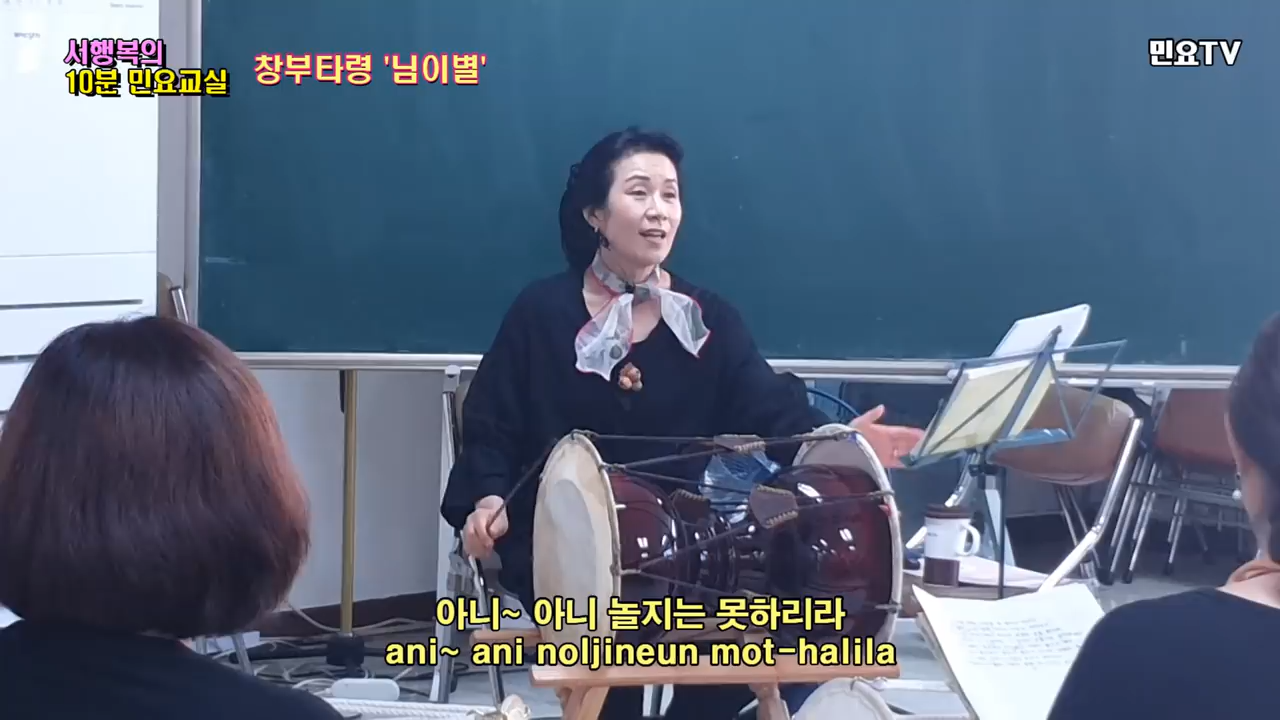 서행복의
10분 민요교실
창부타령 '님이별'
민요TV
아니~ 아니 놀지는 못하리라
ani~ ani noljineun mot-halila